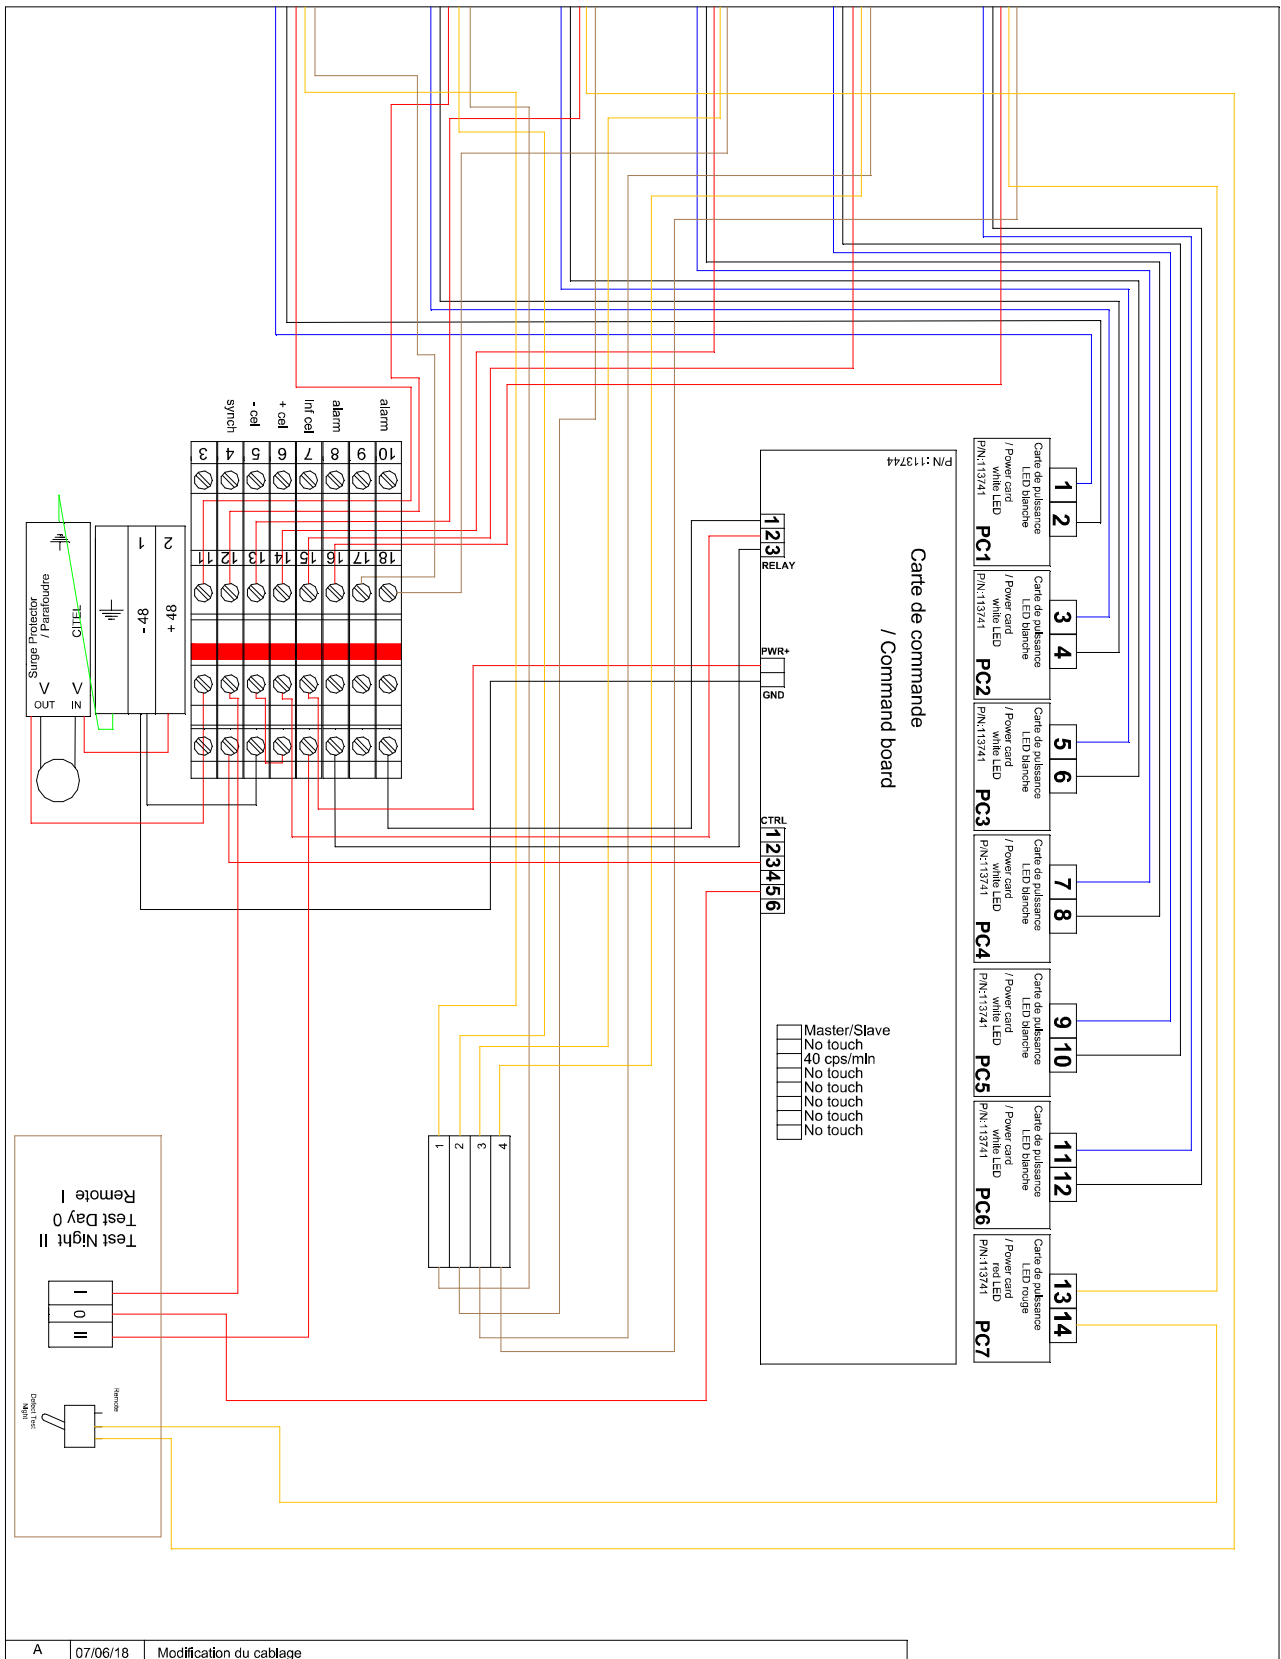 synch
- cel
+ cel
Inf cel
alarm
alarm
3
4
5
6
7
8
9
10
11
12
13
14
15
16
17
18
Surge Protector
/ Parafoudre
CITEL
OUT
IN
1
2
- 48
+ 48
P/N:113744
Carte de commande
/ Command board
1
2
3
RELAY
PWR+
GND
CTRL
1
2
3
4
5
6
Master/Slave
No touch
40 cps/min
No touch
No touch
No touch
No touch
No touch
Carte de puissance
LED blanche
/ Power card
white LED
P/N:113741
PC1
1
2
Carte de puissance
LED blanche
/ Power card
white LED
P/N:113741
PC2
3
4
Carte de puissance
LED blanche
/ Power card
white LED
P/N:113741
PC3
5
6
Carte de puissance
LED blanche
/ Power card
white LED
P/N:113741
PC4
7
8
Carte de puissance
LED blanche
/ Power card
white LED
P/N:113741
PC5
9
10
Carte de puissance
LED blanche
/ Power card
white LED
P/N:113741
PC6
11
12
Carte de puissance
LED rouge
/ Power card
red LED
P/N:113741
PC7
13
14
1
2
3
4
Remote I
Test Day 0
Test Night II
I
0
II
Remote
Defect Test
Night
A
07/06/18
Modification du cablage